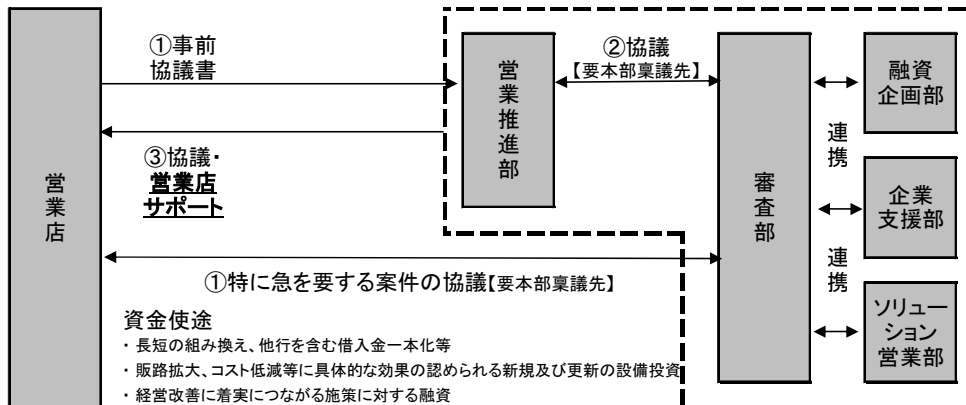 ①事前
協議書
③協議・
営業店
サポート
営業店
営業推進部
②協議
【要本部稟議先】
審査部
連携
連携
融資
企画部
企業
支援部
ソリュー
ション
営業部
①特に急を要する案件の協議【要本部稟議先】
資金使途
・ 長短の組み換え、他行を含む借入金一本化等
・ 販路拡大、コスト低減等に具体的な効果の認められる新規及び更新の設備投資
・ 経営改善に着実につながる施策に対する融資